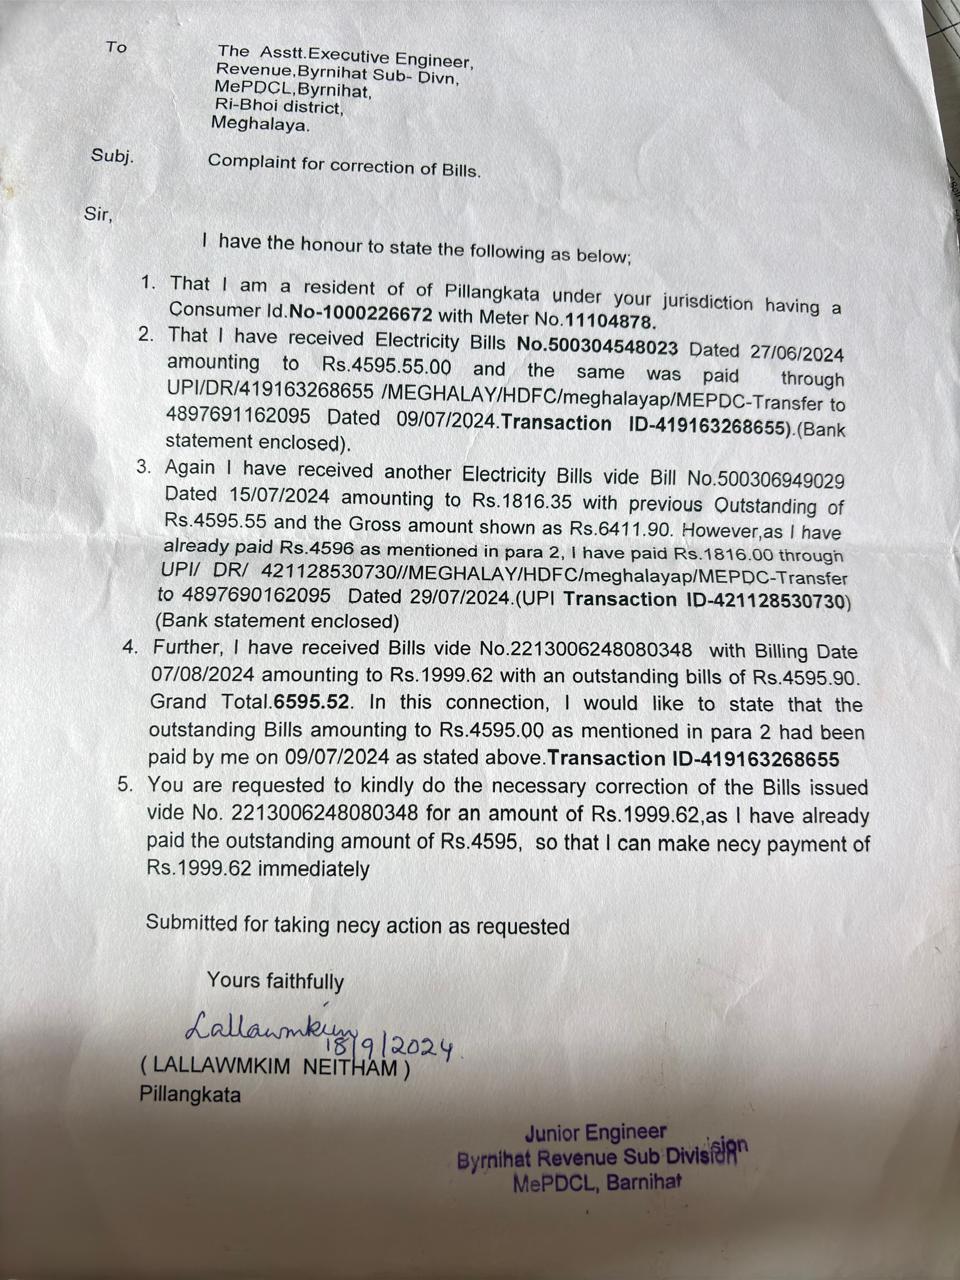 To
The Asstt.Executive Engineer,
Revenue,Byrnihat Sub- Divn,
MePDCL,Byrnihat,
Ri-Bhoi district,
Meghalaya.
Subj. Complaint for correction of Bills.
Sir,
I have the honour to state the following as below;
1. That I am a resident of of Pillangkata under your jurisdiction having a
Consumer Id.No-1000226672 with Meter No.11104878.
2. That I have received Electricity Bills No.500304548023 Dated 27/06/2024
amounting to Rs.4595.55.00 and the same was paid through
UPI/DR/419163268655 /MEGHALAY/HDFC/meghalayap/MEPDC-Transfer to
4897691162095 Dated 09/07/2024.Transaction ID-419163268655).(Bank
statement enclosed).
3. Again I have received another Electricity Bills vide Bill No.500306949029
Dated 15/07/2024 amounting to Rs.1816.35 with previous Outstanding of
Rs.4595.55 and the Gross amount shown as Rs.6411.90. However,as I have
already paid Rs.4596 as mentioned in para 2, I have paid Rs.1816.00 through
UPI/ DR/ 421128530730//MEGHALAY/HDFC/meghalayap/MEPDC-Transfer
to 4897690162095 Dated 29/07/2024.(UPI Transaction ID-421128530730)
(Bank statement enclosed)
4. Further, I have received Bills vide No.2213006248080348 with Billing Date
07/08/2024 amounting to Rs.1999.62 with an outstanding bills of Rs.4595.90.
Grand Total.6595.52. In this connection, I would like to state that the
outstanding Bills amounting to Rs.4595.00 as mentioned in para 2 had been
paid by me on 09/07/2024 as stated above.Transaction ID-419163268655
5. You are requested to kindly do the necessary correction of the Bills issued
vide No. 2213006248080348 for an amount of Rs.1999.62,as I have already
paid the outstanding amount of Rs.4595, so that I can make necy payment of
Rs.1999.62 immediately
Submitted for taking necy action as requested
Yours faithfully
Lallawmkim
18/9/2024
( LALLAWMKIM NEITHAM )
Pillangkata
Junior Engineer
Byrnihat Revenue Sub Division
MePDCL, Barnihat